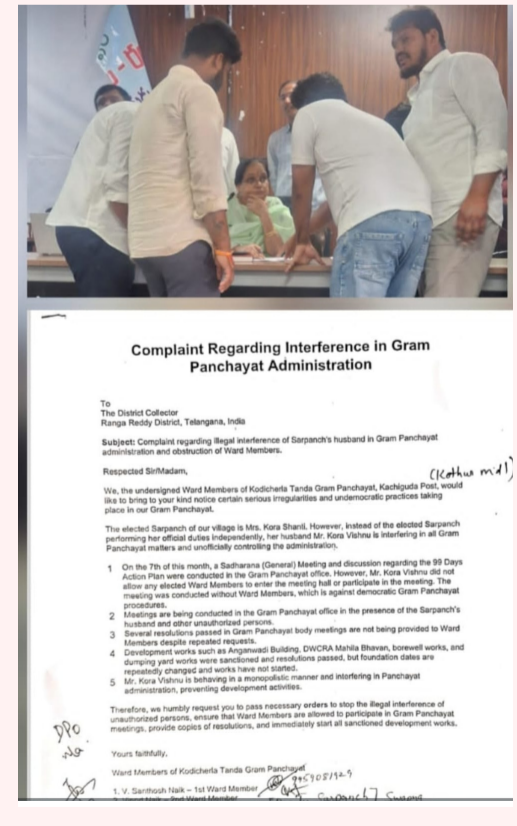 Complaint Regarding Interference in Gram
Panchayat Administration
To
The District Collector
Ranga Reddy District, Telangana, India
Subject: Complaint regarding illegal interference of Sarpanch's husband in Gram Panchayat
administration and obstruction of Ward Members.
Respected Sir/Madam,
(Kothur mdl)
We, the undersigned Ward Members of Kodicherla Tanda Gram Panchayat, Kachiguda Post, would
like to bring to your kind notice certain serious irregularities and undemocratic practices taking
place in our Gram Panchayat.
The elected Sarpanch of our village is Mrs. Kora Shanti. However, instead of the elected Sarpanch
performing her official duties independently, her husband Mr. Kora Vishnu is interfering in all Gram
Panchayat matters and unofficially controlling the administration.
1 On the 7th of this month, a Sadharana (General) Meeting and discussion regarding the 99 Days
Action Plan were conducted in the Gram Panchayat office. However, Mr. Kora Vishnu did not
allow any elected Ward Members to enter the meeting hall or participate in the meeting. The
meeting was conducted without Ward Members, which is against democratic Gram Panchayat
procedures.
2 Meetings are being conducted in the Gram Panchayat office in the presence of the Sarpanch's
husband and other unauthorized persons.
3 Several resolutions passed in Gram Panchayat body meetings are not being provided to Ward
Members despite repeated requests.
4 Development works such as Anganwadi Building, DWCRA Mahila Bhavan, borewell works, and
dumping yard works were sanctioned and resolutions passed, but foundation dates are
repeatedly changed and works have not started.
5 Mr. Kora Vishnu is behaving in a monopolistic manner and interfering in Panchayat
administration, preventing development activities.
Therefore, we humbly request you to pass necessary orders to stop the illegal interference of
unauthorized persons, ensure that Ward Members are allowed to participate in Gram Panchayat
meetings, provide copies of resolutions, and immediately start all sanctioned development works.
DPO
Yours faithfully,
Ward Members of Kodicherla Tanda Gram Panchayat
1. V. Santhosh Naik – 1st Ward Member